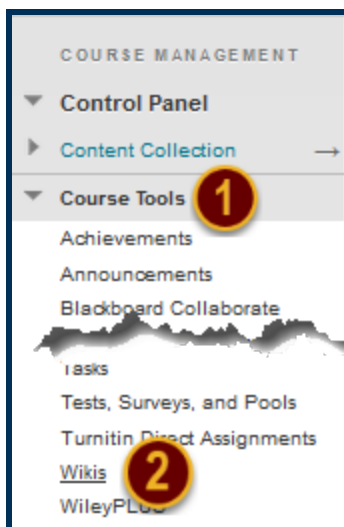 COURSE MANAGEMENT
Control Panel
Content Collection →
Course Tools 1
Achievements
Announcements
Blackboard Collaborate
Tasks
Tests, Surveys, and Pools
Turnitin Direct Assignments
Wikis 2
WileyPLUS